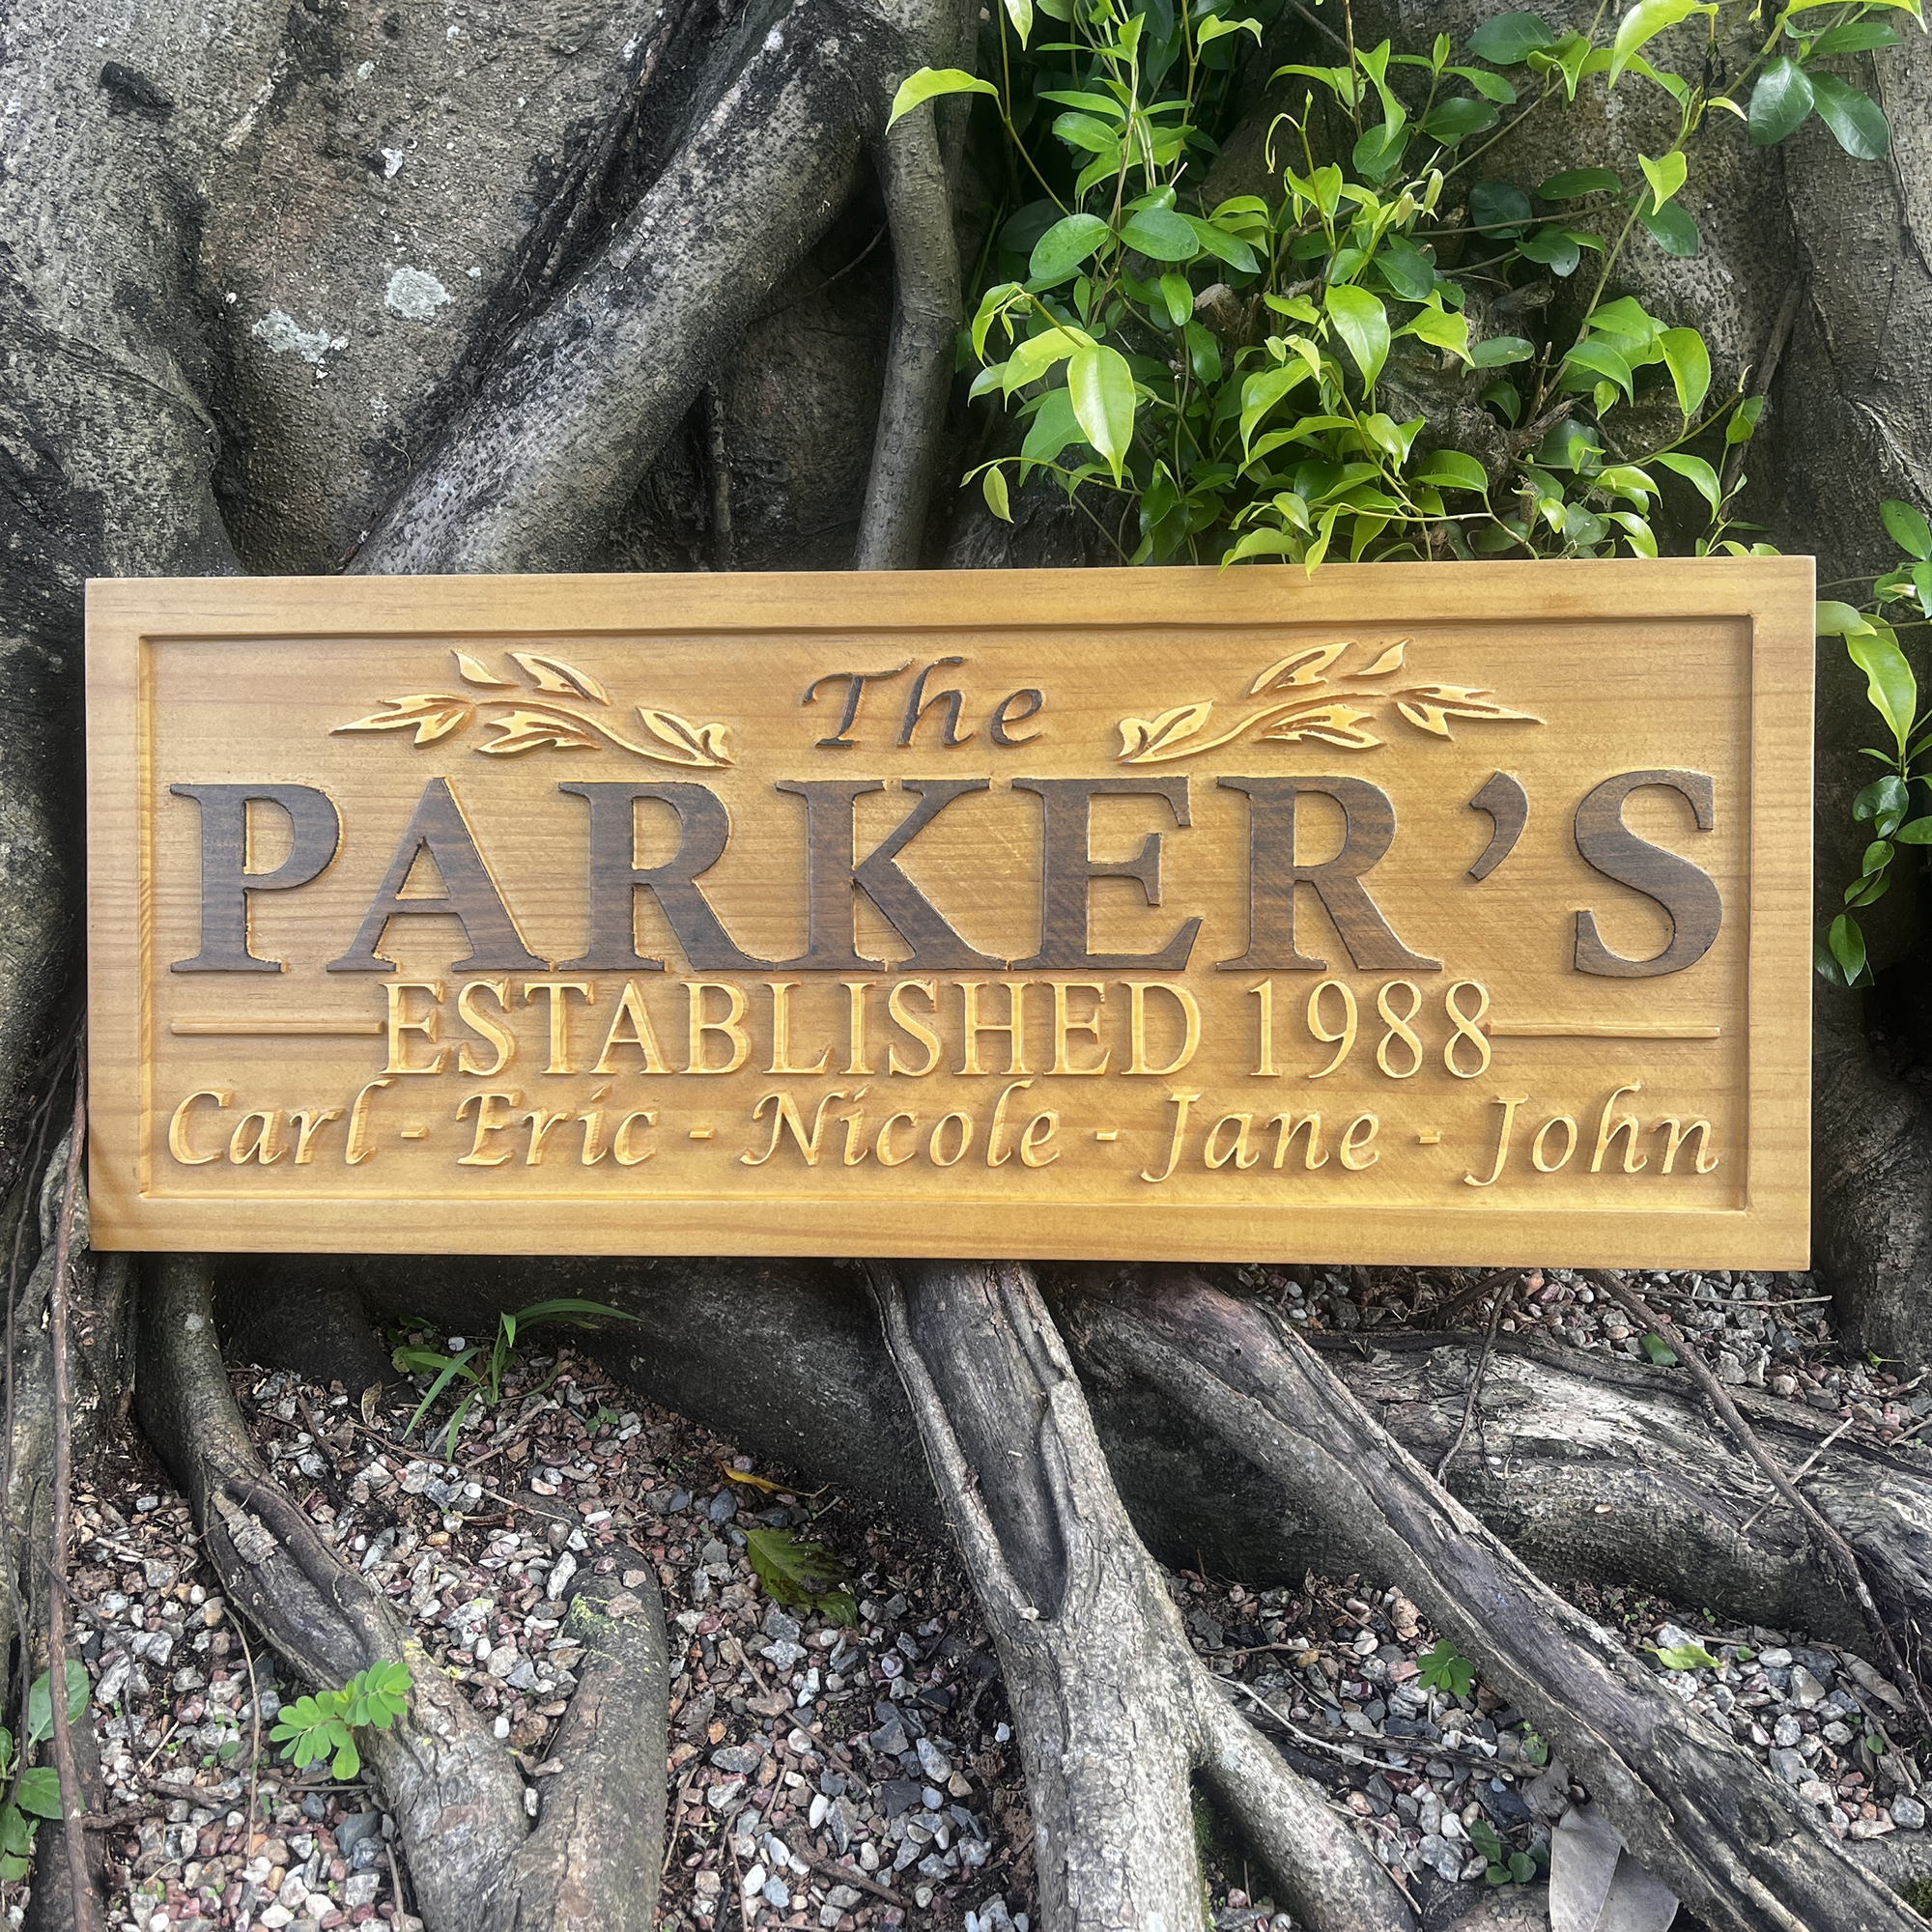 The
PARKER’S
ESTABLISHED 1988
Carl - Eric - Nicole - Jane - John